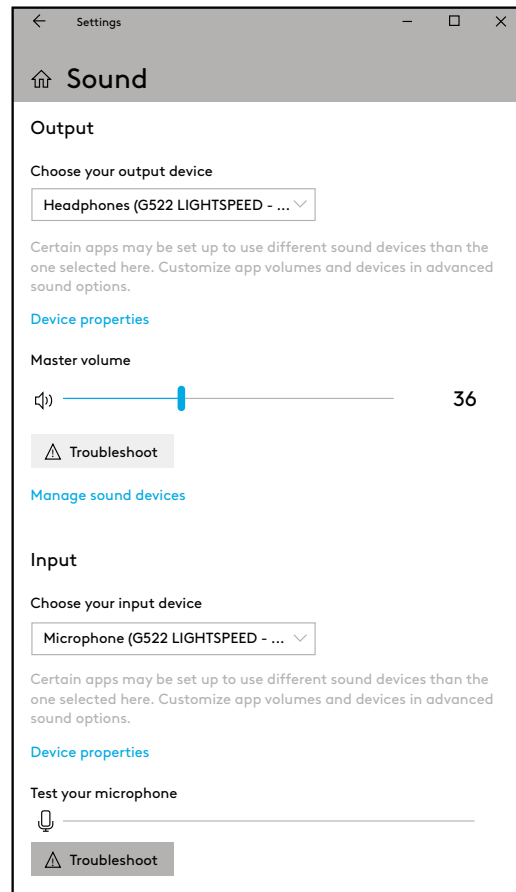 Settings
Sound
Output
Choose your output device
Headphones (G522 LIGHTSPEED - ...
Certain apps may be set up to use different sound devices than the
one selected here. Customize app volumes and devices in advanced
sound options.
Device properties
Master volume
36
Troubleshoot
Manage sound devices
Input
Choose your input device
Microphone (G522 LIGHTSPEED - ...
Certain apps may be set up to use different sound devices than the
one selected here. Customize app volumes and devices in advanced
sound options.
Device properties
Test your microphone
Troubleshoot